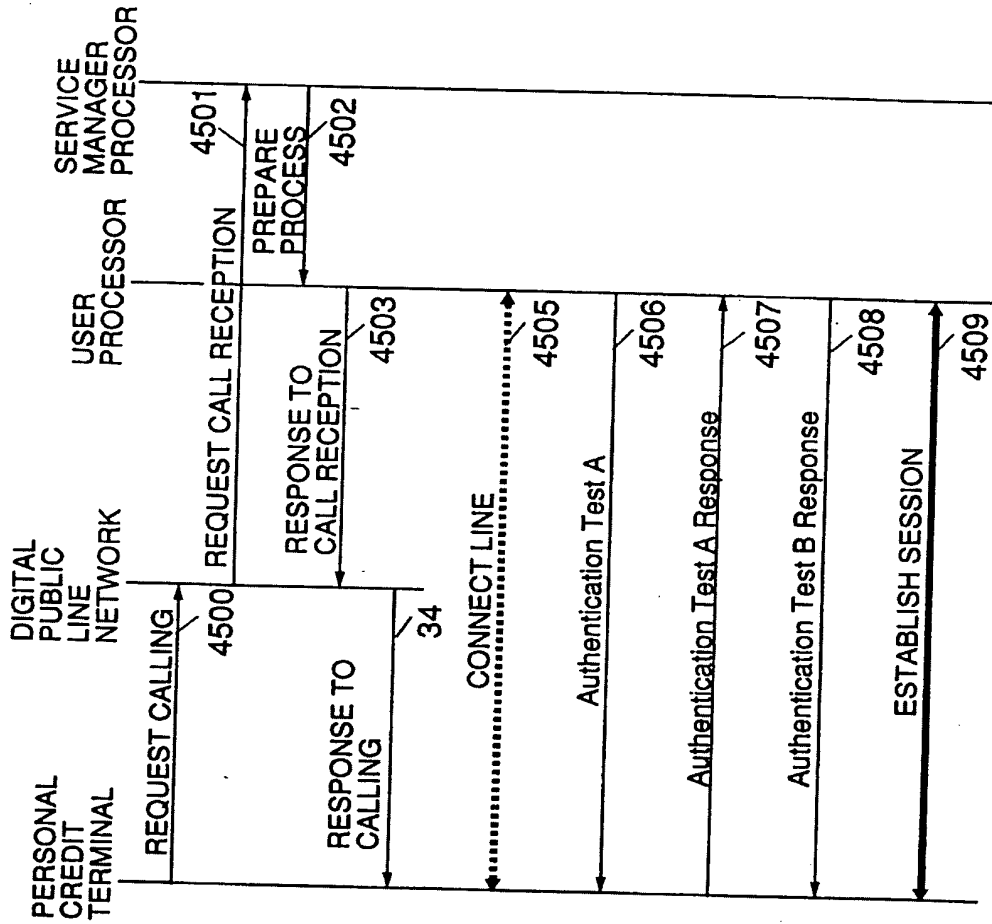 PERSONAL
CREDIT
TERMINAL
DIGITAL
PUBLIC
LINE
NETWORK
USER
PROCESSOR
SERVICE
MANAGER
PROCESSOR
REQUEST CALLING
4500
REQUEST CALL RECEPTION
4501
PREPARE
PROCESS
4502
RESPONSE TO
CALL RECEPTION
4503
RESPONSE TO
CALLING
34
CONNECT LINE
4505
Authentication Test A
4506
Authentication Test A Response
4507
Authentication Test B Response
4508
ESTABLISH SESSION
4509